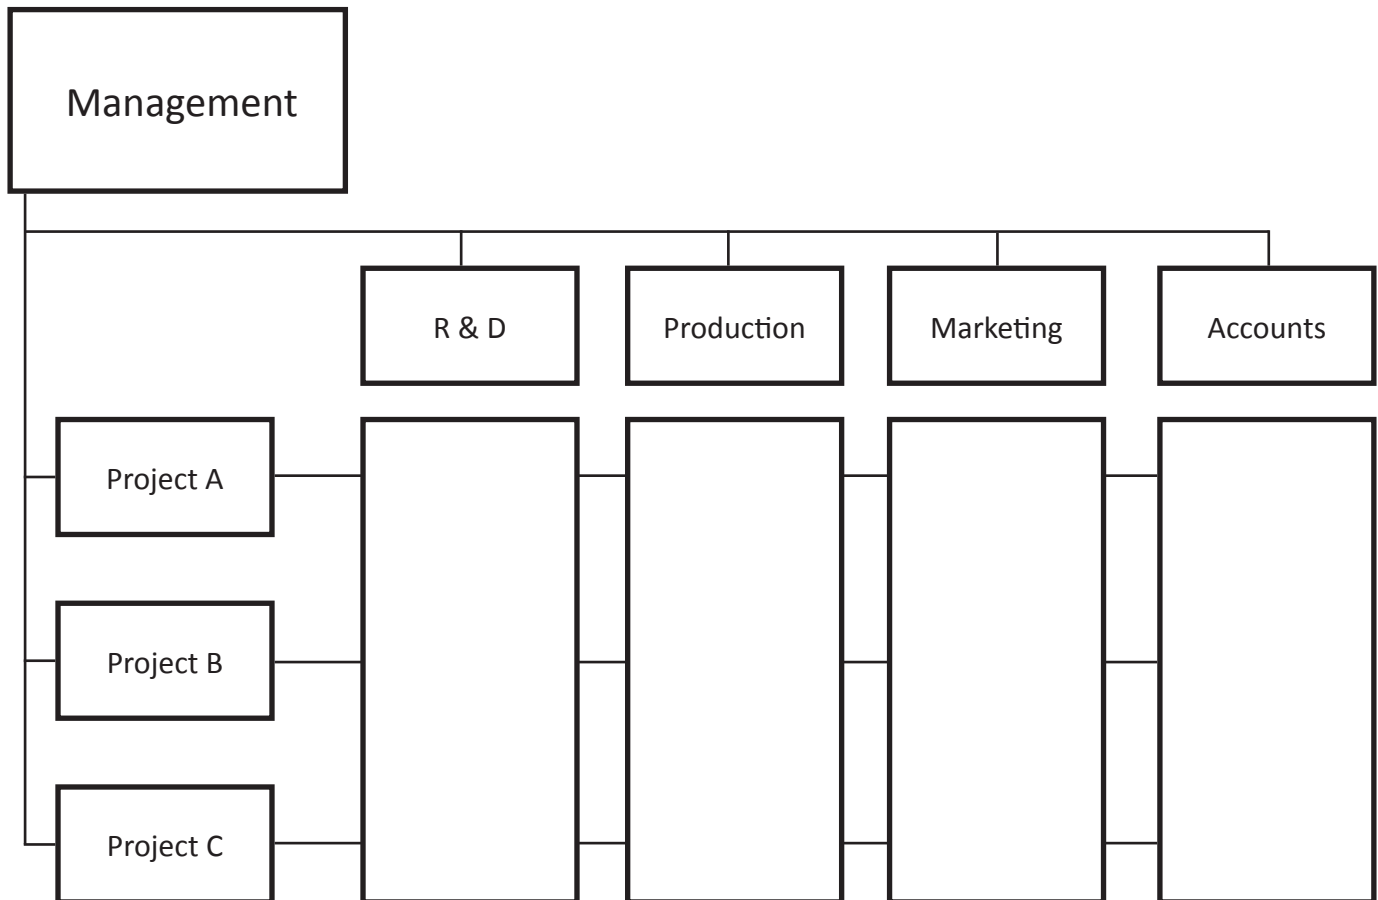 Management
R & D
Production
Marketing
Accounts
Project A
Project B
Project C